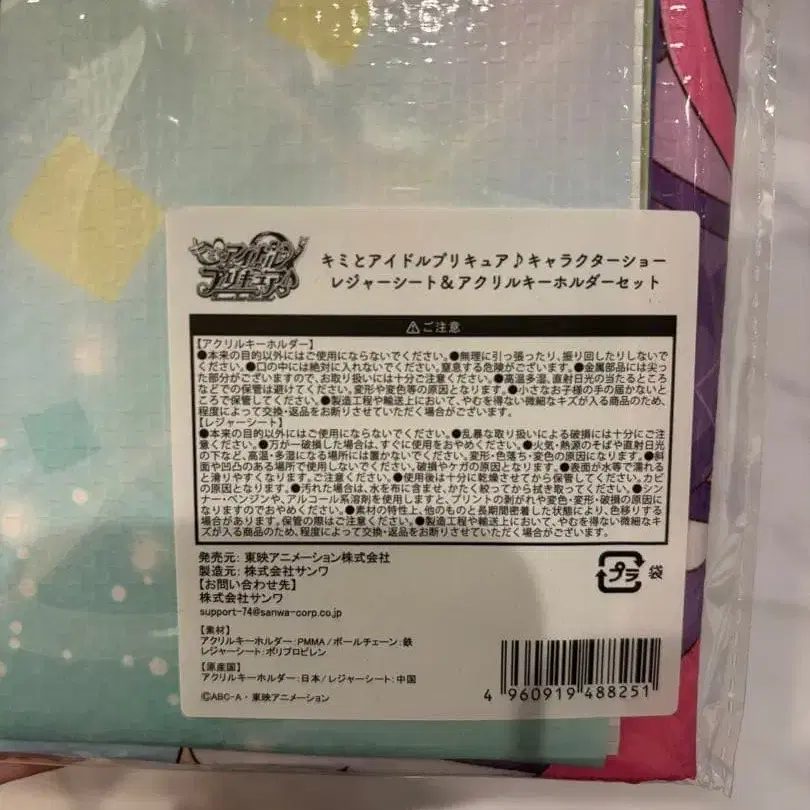 キミとアイドルプリキュア♪
キミとアイドルプリキュア♪キャラクターショー
レジャーシート&アクリルキーホルダーセット
⚠ご注意
【アクリルキーホルダー】
●本来の目的以外にはご使用にならないでください。●無理に引っ張ったり、振り回したりしないで
ください。●口の中には絶対に入れないでください。窒息する危険がございます。●金属部品には尖っ
た部分がございますので、お取り扱いには十分ご注意ください。●高温多湿、直射日光の当たるところ
などでの保管は避けてください。変形や変色等の原因となります。●小さなお子様の手の届かないと
ころで保管してください。●製造工程や輸送上において、やむを得ない微細なキズが入る商品のため、
程度によって交換・返品をお断りさせていただく場合がございます。
【レジャーシート】
●本来の目的以外にはご使用にならないでください。●乱暴な取り扱いによる破損には十分にご注
意ください。●万が一破損した場合は、すぐに使用をおやめください。●火気・熱源のそばや直射日光
の下など、高温・多湿になる場所には置かないでください。変形・色落ち・変色の原因になります。●斜
面や凹凸のある場所で使用しないでください。破損やケガの原因となります。●表面が水等で濡れる
と滑りやすくなります。ご注意ください。●使用後は十分に乾燥させてから保管してください。カビ
の原因となります。●汚れた場合は、水を布に含ませ、かたく絞ってから拭き取ってください。●シン
ナー・ベンジンや、アルコール系溶剤を使用しますと、プリントの剥がれや変色・変形・破損の原因に
なりますのでおやめください。●素材の特性上、他のものと長期間密着した状態により、色移りする
場合があります。保管の際はご注意ください。●製造工程や輸送上において、やむを得ない微細なキズ
が入る商品のため、程度によって交換・返品をお断りさせていただく場合がございます。
発売元:東映アニメーション株式会社
製造元:株式会社サンワ
【お問い合わせ先】
株式会社サンワ
support-74@sanwa-corp.co.jp
プラ 袋
【素材】
アクリルキーホルダー:PMMA/ボールチェーン:鉄
レジャーシート:ポリプロピレン
【原産国】
アクリルキーホルダー:日本/レジャーシート:中国
©ABC-A・東映アニメーション
4 960919 488251